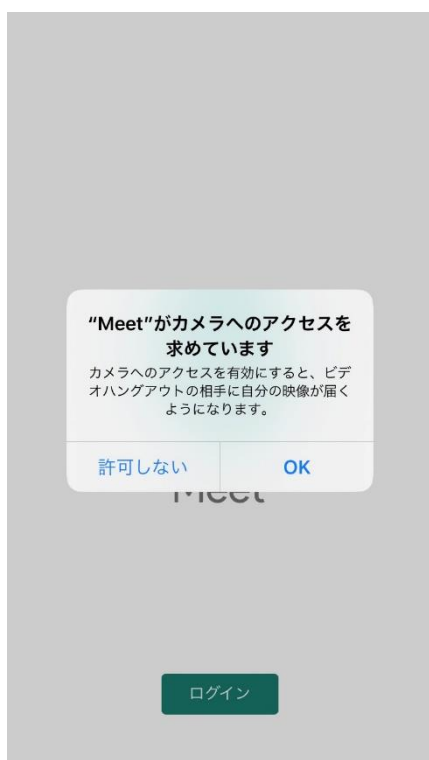 “Meet”がカメラへのアクセスを
求めています
カメラへのアクセスを有効にすると、ビデ
オハングアウトの相手に自分の映像が届く
ようになります。
許可しない
OK
Meet
ログイン